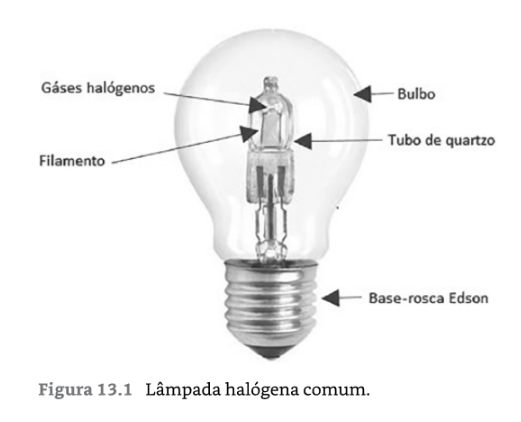 Gáses halógenos
Bulbo
Tubo de quartzo
Filamento
Base-rosca Edson
Figura 13.1 Lâmpada halógena comum.